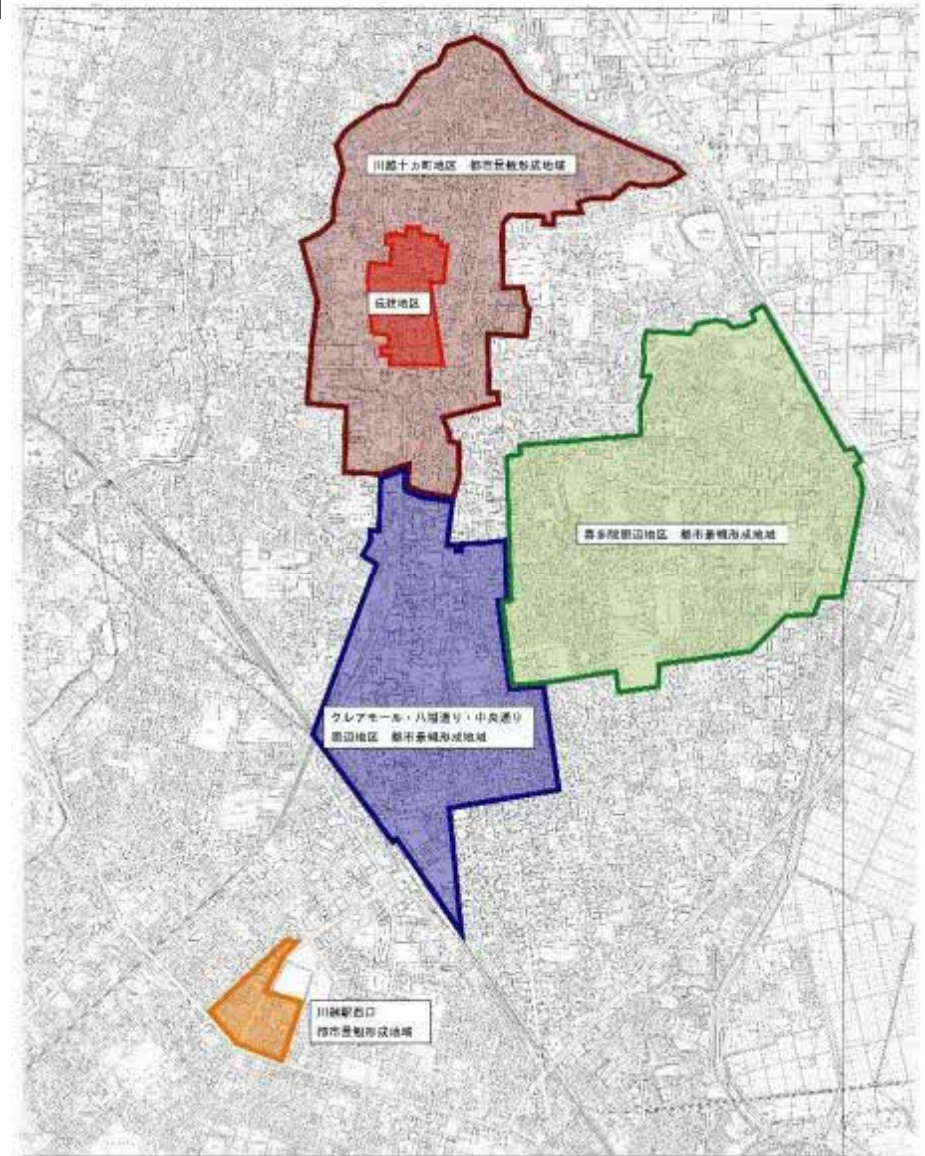 川越十カ町地区　都市景観形成地域
伝建地区
喜多院周辺地区　都市景観形成地域
クレアモール・八幡通り・中央通り
周辺地区　都市景観形成地域
川越駅西口
都市景観形成地域